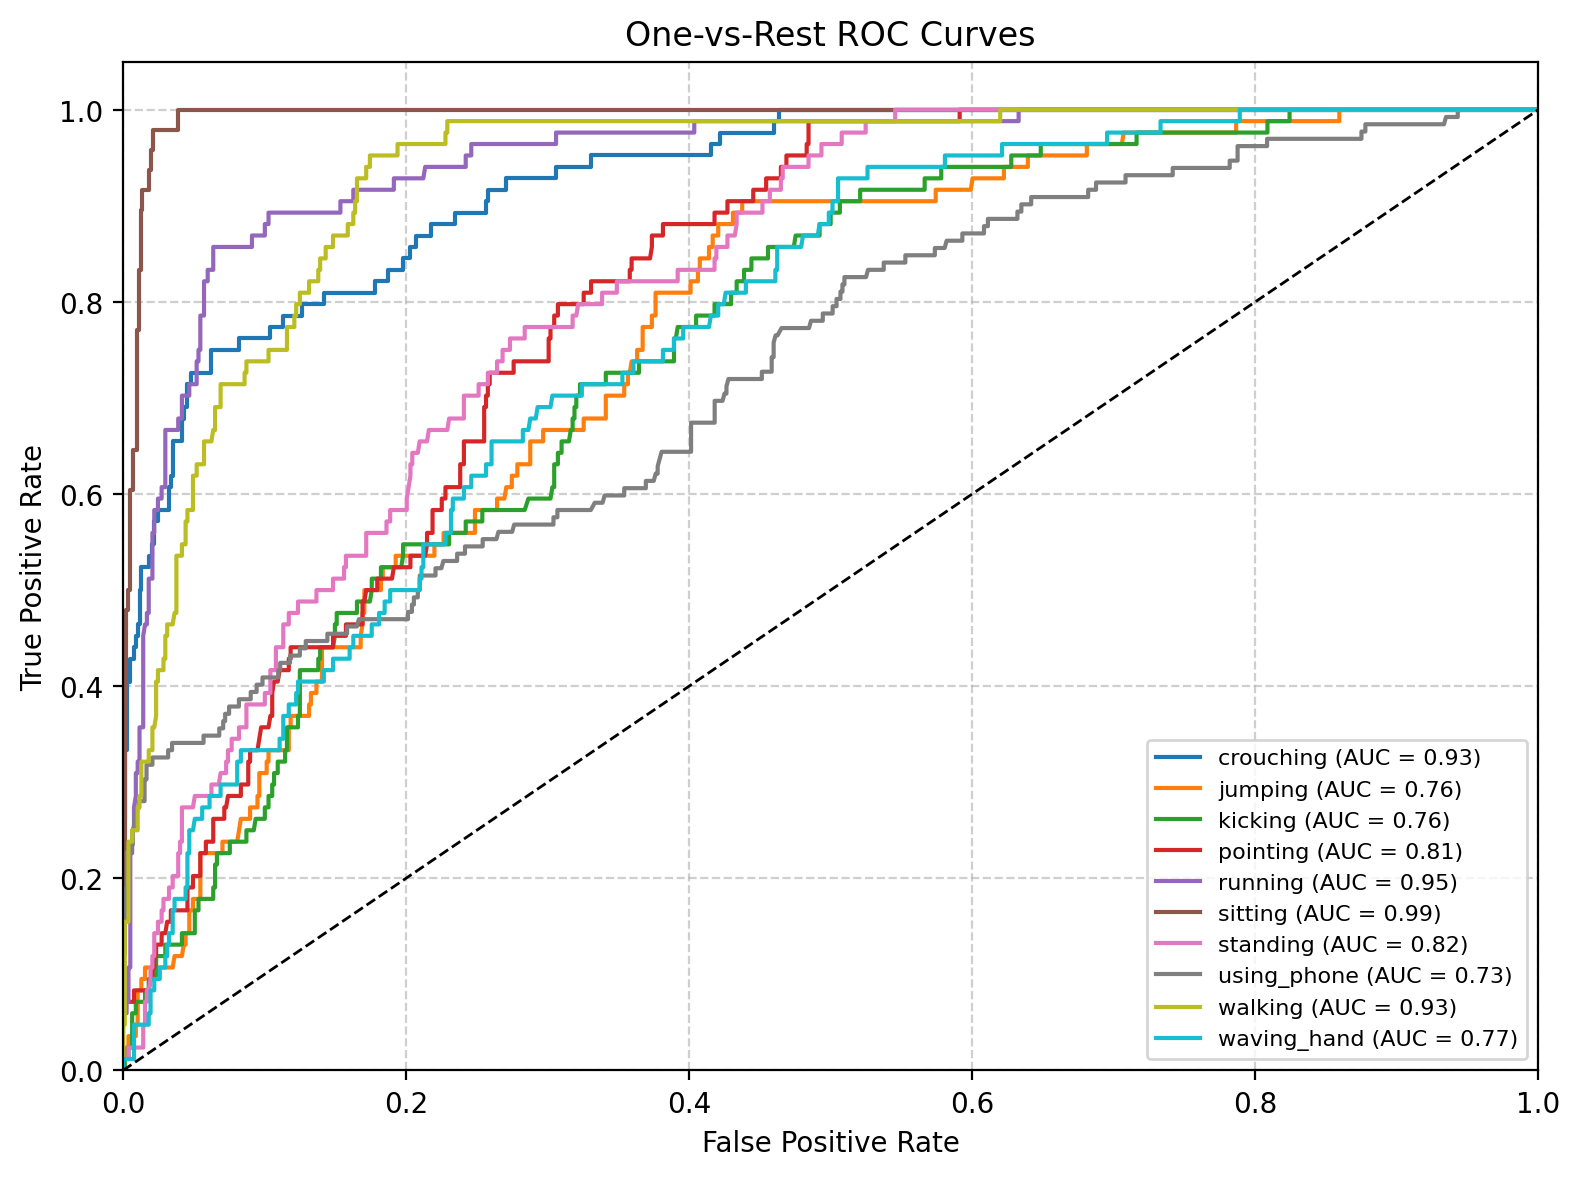 One-vs-Rest ROC Curves
True Positive Rate
1.0
0.8
0.6
0.4
0.2
0.0
0.0 0.2 0.4 0.6 0.8 1.0
False Positive Rate
crouching (AUC = 0.93)
jumping (AUC = 0.76)
kicking (AUC = 0.76)
pointing (AUC = 0.81)
running (AUC = 0.95)
sitting (AUC = 0.99)
standing (AUC = 0.82)
using_phone (AUC = 0.73)
walking (AUC = 0.93)
waving_hand (AUC = 0.77)